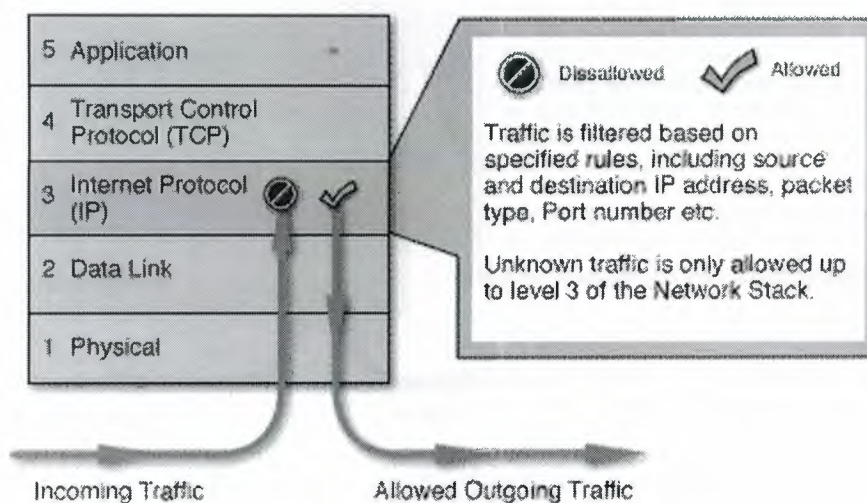 5 Application
4 Transport Control
Protocol (TCP)
3 Internet Protocol
(IP)
2 Data Link
1 Physical
Incoming Traffic
Allowed Outgoing Traffic
Dissallowed
Allowed
Traffic is filtered based on
specified rules, including source
and destination IP address, packet
type, Port number etc.
Unknown traffic is only allowed up
to level 3 of the Network Stack.